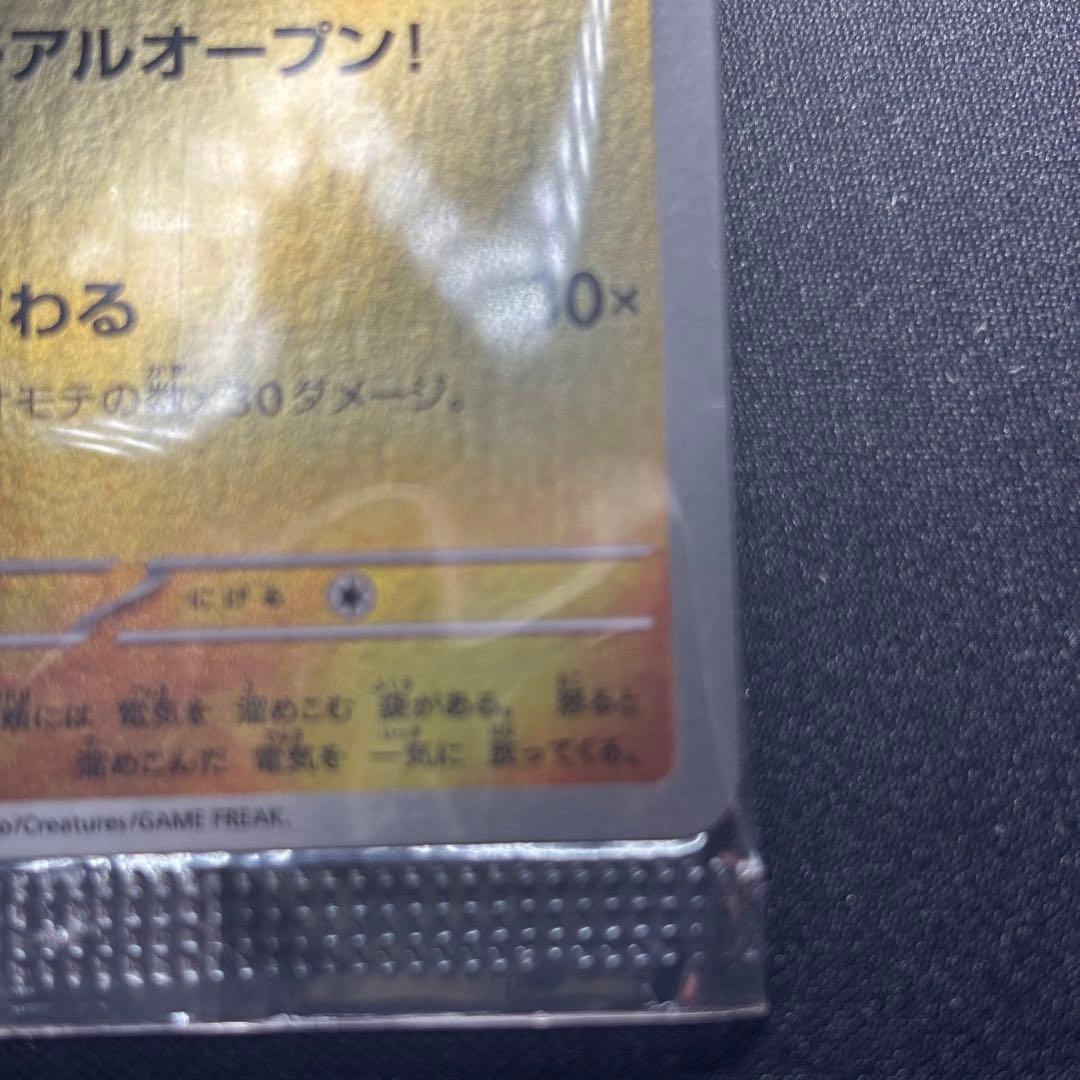 アルオープン!
わる
0×
モテの数×30ダメージ。
にげる
頬には 電気を 溜めこむ 袋がある。 怒ると
溜めこんだ 電気を 一気に 放ってくる。
o/Creatures/GAME FREAK.